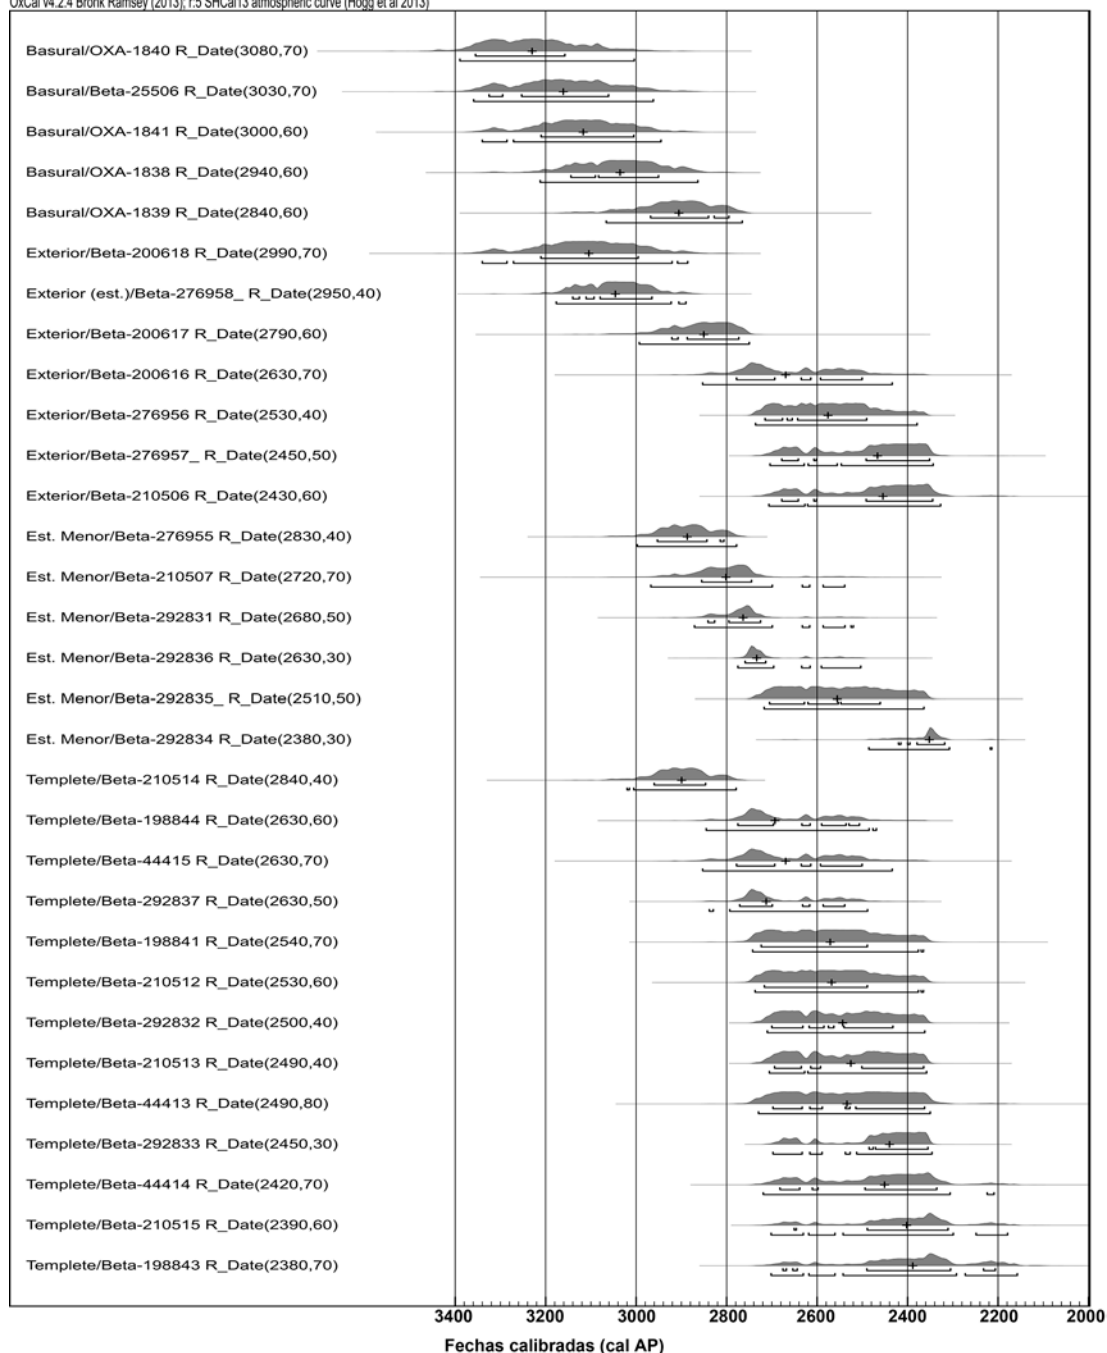 OxCal v4.2.4 Bronk Ramsey (2013); r:5 SHCal13 atmospheric curve (Hogg et al 2013)
Basural/OXA-1840 R_Date(3080,70)
Basural/Beta-25506 R_Date(3030,70)
Basural/OXA-1841 R_Date(3000,60)
Basural/OXA-1838 R_Date(2940,60)
Basural/OXA-1839 R_Date(2840,60)
Exterior/Beta-200618 R_Date(2990,70)
Exterior (est.)/Beta-276958_ R_Date(2950,40)
Exterior/Beta-200617 R_Date(2790,60)
Exterior/Beta-200616 R_Date(2630,70)
Exterior/Beta-276956 R_Date(2530,40)
Exterior/Beta-276957_ R_Date(2450,50)
Exterior/Beta-210506 R_Date(2430,60)
Est. Menor/Beta-276955 R_Date(2830,40)
Est. Menor/Beta-210507 R_Date(2720,70)
Est. Menor/Beta-292831 R_Date(2680,50)
Est. Menor/Beta-292836 R_Date(2630,30)
Est. Menor/Beta-292835_ R_Date(2510,50)
Est. Menor/Beta-292834 R_Date(2380,30)
Templete/Beta-210514 R_Date(2840,40)
Templete/Beta-198844 R_Date(2630,60)
Templete/Beta-44415 R_Date(2630,70)
Templete/Beta-292837 R_Date(2630,50)
Templete/Beta-198841 R_Date(2540,70)
Templete/Beta-210512 R_Date(2530,60)
Templete/Beta-292832 R_Date(2500,40)
Templete/Beta-210513 R_Date(2490,40)
Templete/Beta-44413 R_Date(2490,80)
Templete/Beta-292833 R_Date(2450,30)
Templete/Beta-44414 R_Date(2420,70)
Templete/Beta-210515 R_Date(2390,60)
Templete/Beta-198843 R_Date(2380,70)
3400 3200 3000 2800 2600 2400 2200 2000
Fechas calibradas (cal AP)